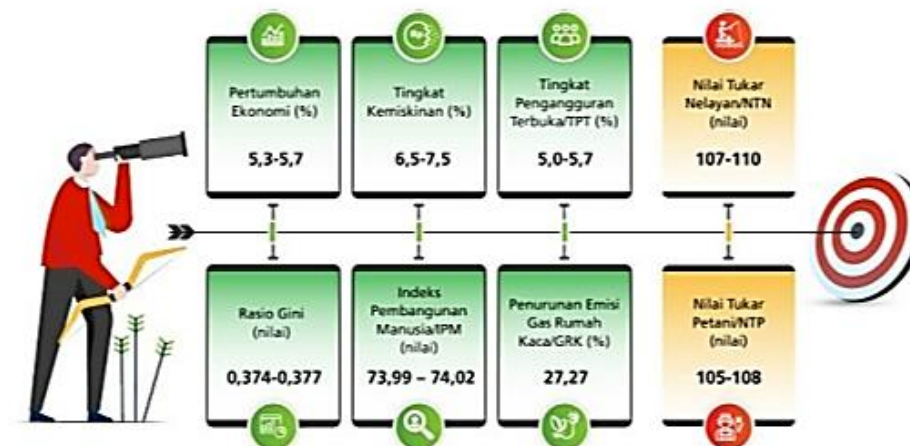 Pertumbuhan
Ekonomi (%)
5,3-5,7
Tingkat
Kemiskinan (%)
6,5-7,5
Tingkat
Pengangguran
Terbuka/TPT (%)
5,0-5,7
Nilai Tukar
Nelayan/NTN
(nilai)
107-110
Rasio Gini
(nilai)
0,374-0,377
Indeks
Pembangunan
Manusia/IPM
(nilai)
73,99 – 74,02
Penurunan Emisi
Gas Rumah
Kaca/GRK (%)
27,27
Nilai Tukar
Petani/NTP
(nilai)
105-108